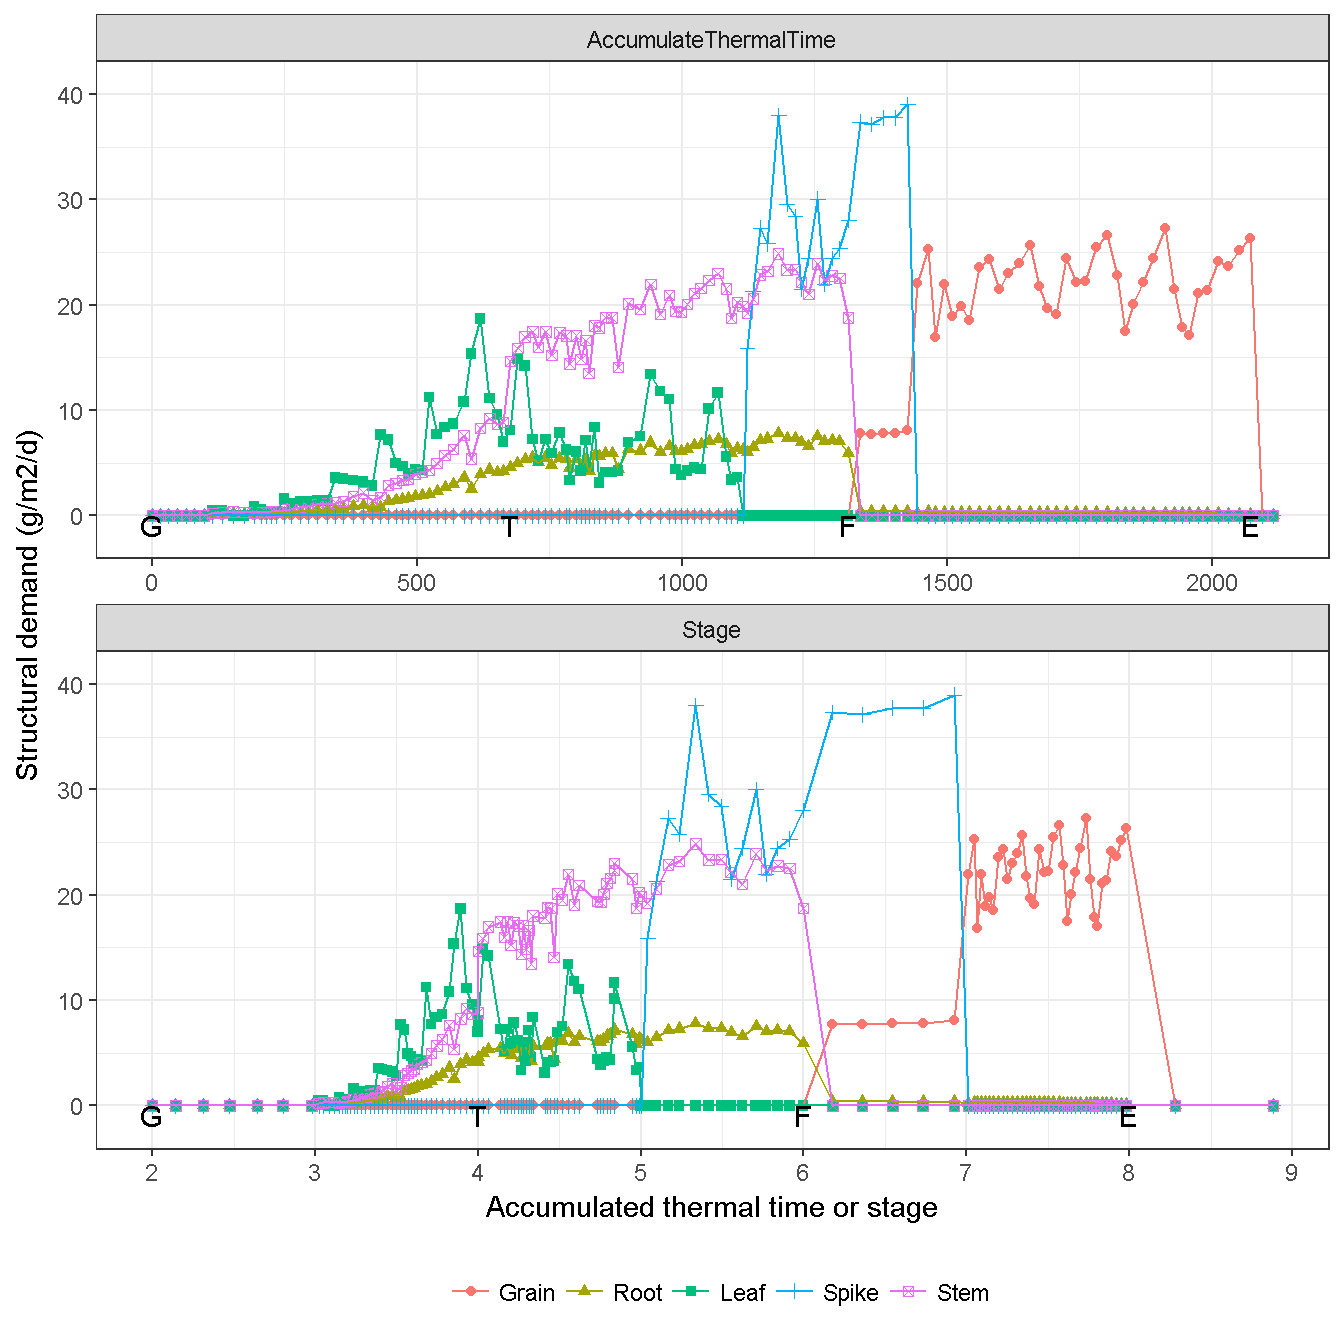 AccumulateThermalTime
40
30
20
10
0
G T F E
0 500 1000 1500 2000
Structural demand (g/m2/d)
Stage
40
30
20
10
0
G T F E
2 3 4 5 6 7 8 9
Accumulated thermal time or stage
Grain Root Leaf Spike Stem